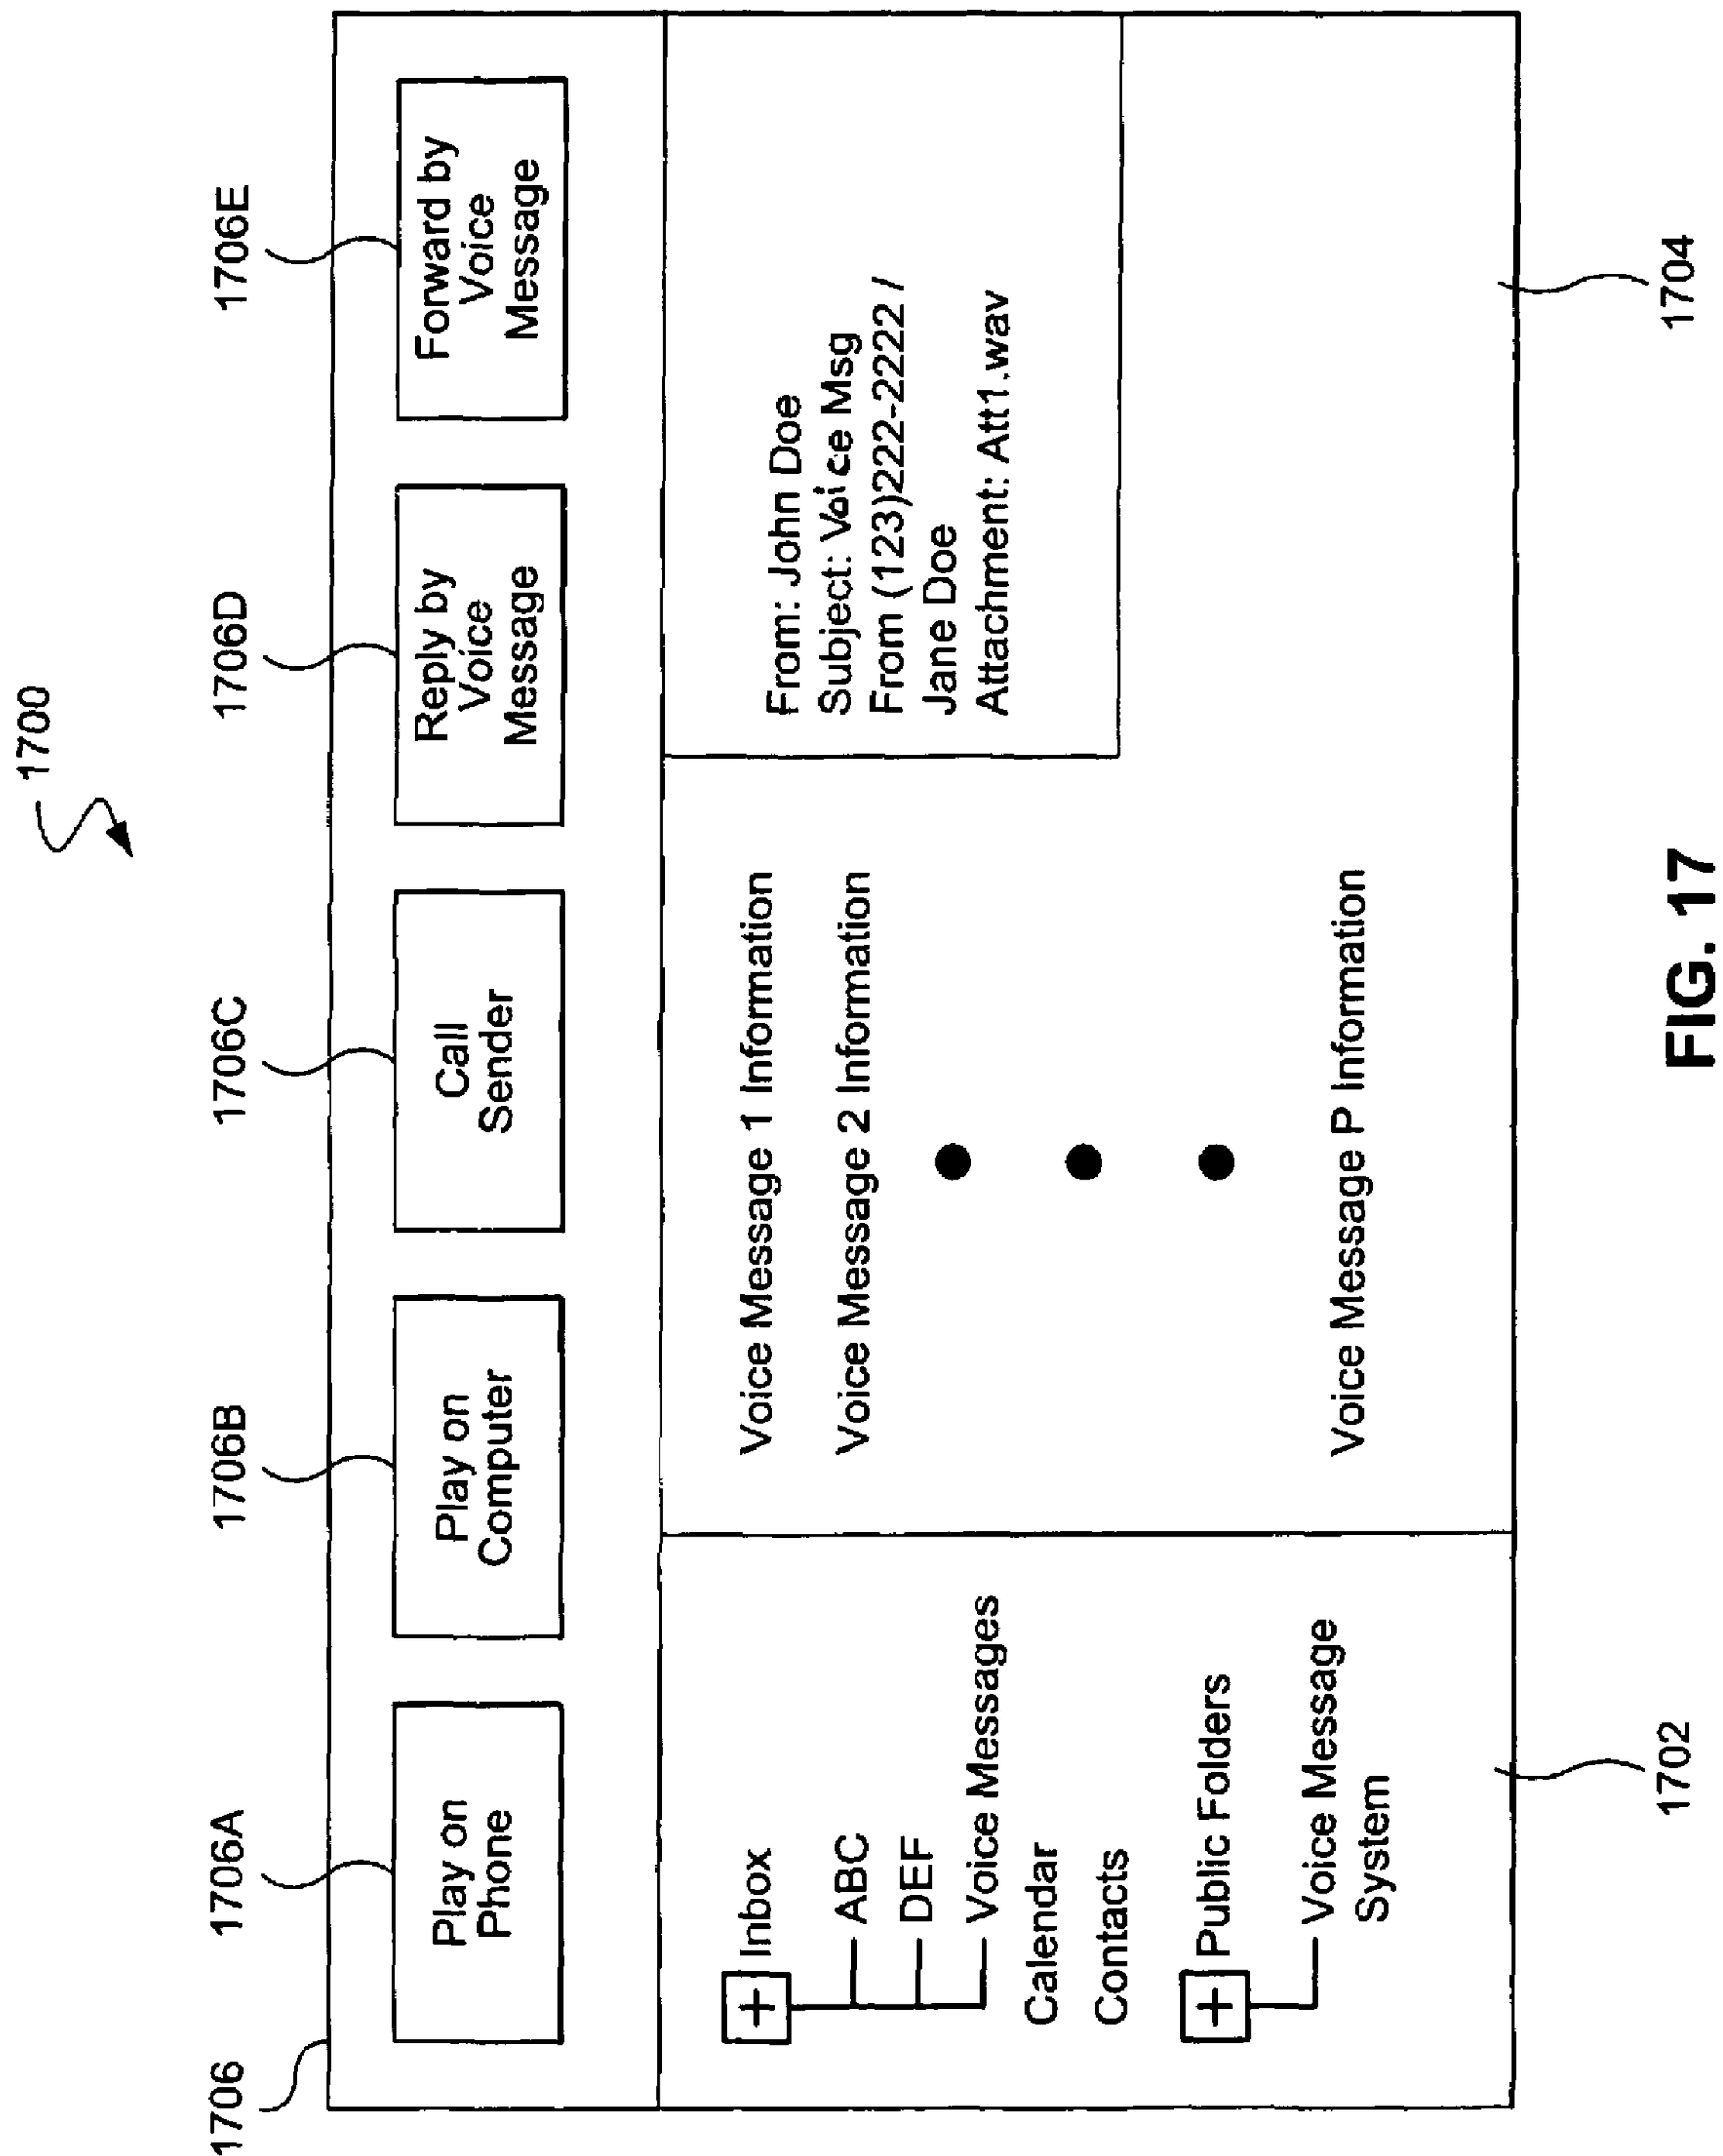 1700
1706
1706A
1706B
1706C
1706D
1706E
Play on
Phone
Play on
Computer
Call
Sender
Reply by
Voice
Message
Forward by
Voice
Message
+ Inbox
ABC
DEF
Voice Messages
Calendar
Contacts
+ Public Folders
Voice Message
System
Voice Message 1 Information
Voice Message 2 Information
Voice Message P Information
From: John Doe
Subject: Voice Msg
From (123)222-2222 /
Jane Doe
Attachment: Att1.wav
1702
1704
FIG. 17